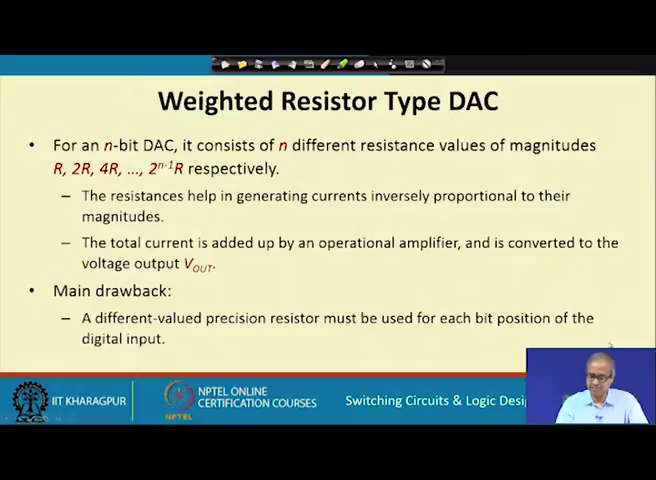 Weighted Resistor Type DAC
• For an n-bit DAC, it consists of n different resistance values of magnitudes
R, 2R, 4R, ..., 2ⁿ⁻¹R respectively.
– The resistances help in generating currents inversely proportional to their
magnitudes.
– The total current is added up by an operational amplifier, and is converted to the
voltage output V_OUT.
• Main drawback:
– A different-valued precision resistor must be used for each bit position of the
digital input.
IIT KHARAGPUR
NPTEL
NPTEL ONLINE
CERTIFICATION COURSES
Switching Circuits & Logic Desig